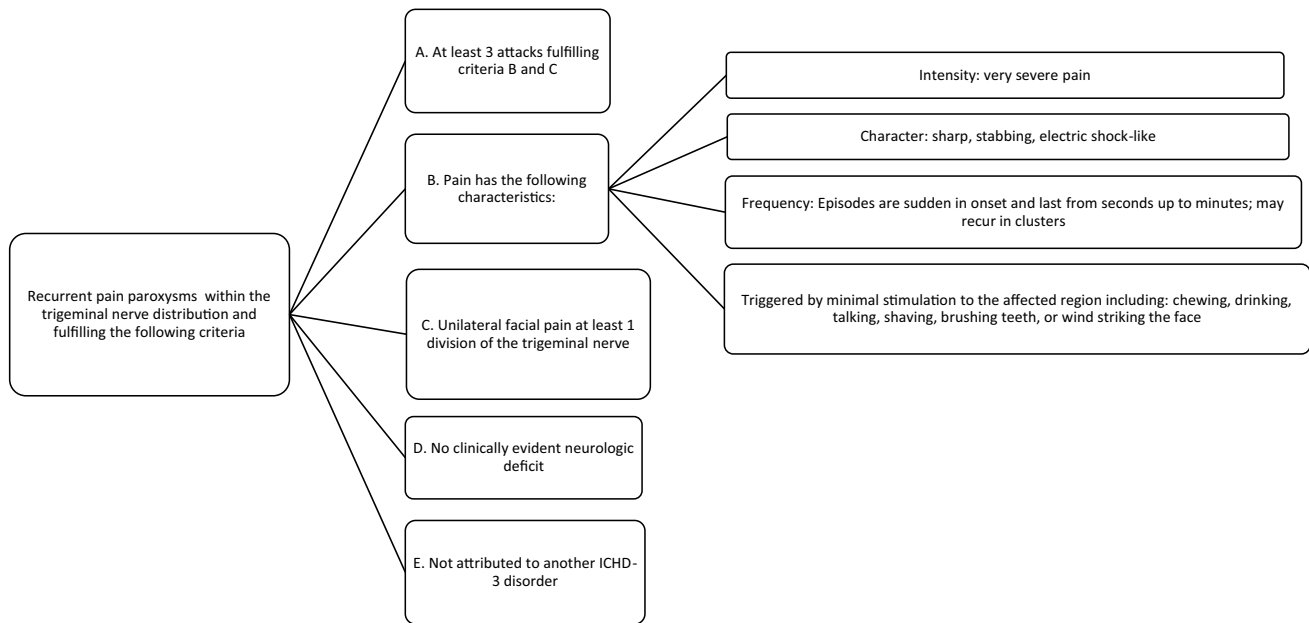 Recurrent pain paroxysms within the
trigeminal nerve distribution and
fulfilling the following criteria
A. At least 3 attacks fulfilling
criteria B and C
B. Pain has the following
characteristics:
Intensity: very severe pain
Character: sharp, stabbing, electric shock-like
Frequency: Episodes are sudden in onset and last from seconds up to minutes; may
recur in clusters
Triggered by minimal stimulation to the affected region including: chewing, drinking,
talking, shaving, brushing teeth, or wind striking the face
C. Unilateral facial pain at least 1
division of the trigeminal nerve
D. No clinically evident neurologic
deficit
E. Not attributed to another ICHD-
3 disorder